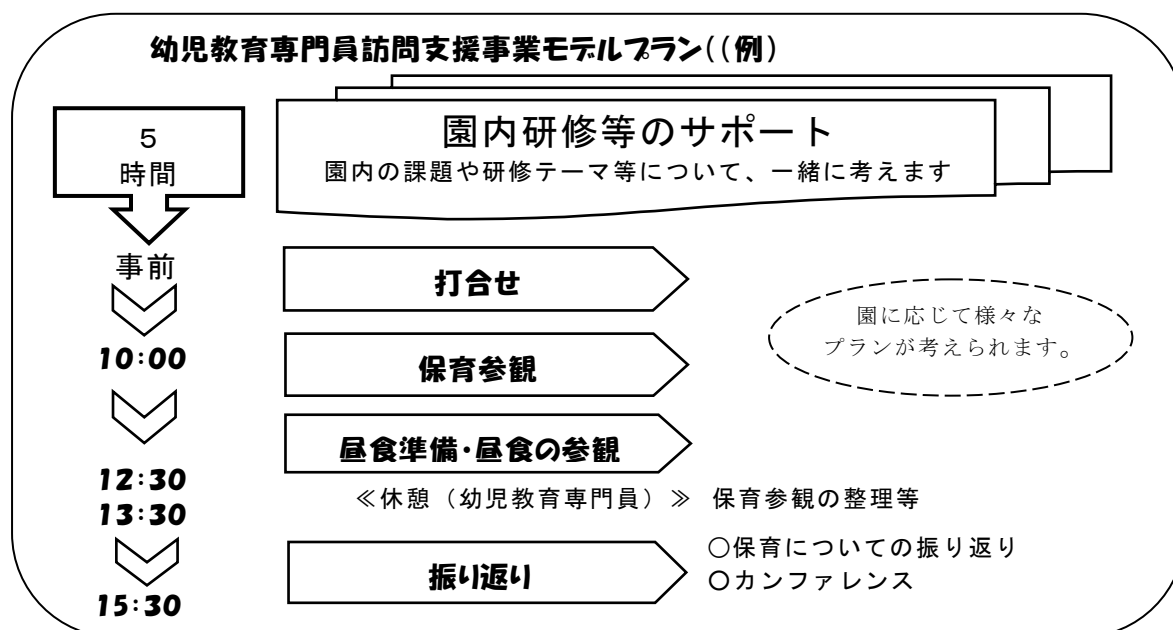 幼児教育専門員訪問支援事業モデルプラン((例)
5
時間
園内研修等のサポート
園内の課題や研修テーマ等について、一緒に考えます
事前
打合せ
園に応じて様々な
プランが考えられます。
10:00
保育参観
昼食準備・昼食の参観
12:30
≪休憩（幼児教育専門員）≫ 保育参観の整理等
13:30
振り返り
○保育についての振り返り
○カンファレンス
15:30